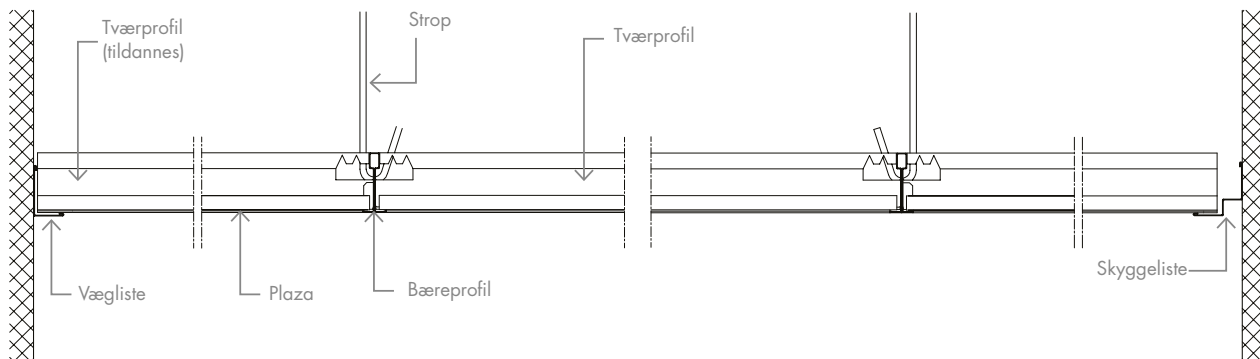 Tværprofil
(tildannes)
Strop
Tværprofil
Vægliste
Plaza
Bæreprofil
Skyggeliste